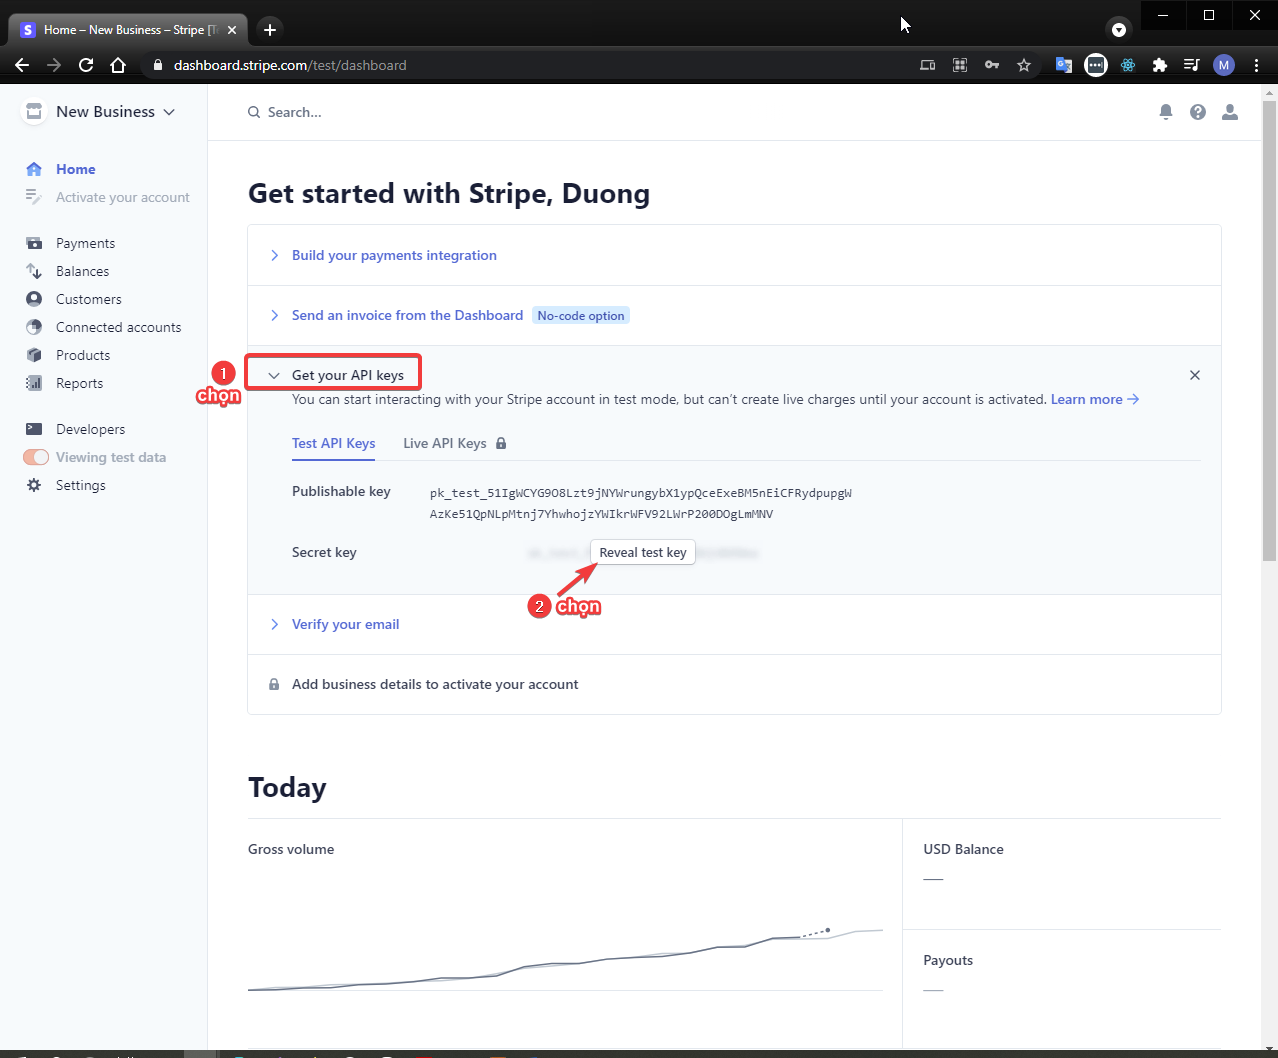 Home – New Business – Stripe [T
dashboard.stripe.com/test/dashboard
M
New Business
Search...
Home
Activate your account
Payments
Balances
Customers
Connected accounts
Products
Reports
Developers
Viewing test data
Settings
Get started with Stripe, Duong
Build your payments integration
Send an invoice from the Dashboard No-code option
1
chọn
Get your API keys
You can start interacting with your Stripe account in test mode, but can't create live charges until your account is activated. Learn more →
Test API Keys Live API Keys
Publishable key pk_test_51IgWCYG9O8Lzt9jNYWrungybX1ypQceExeBM5nEiCFRydpupgW
AzKe51QpNLpMtnj7YhwhojzYWIkrWFV92LWrP200DOgLmMNV
Secret key Reveal test key
2 chọn
Verify your email
Add business details to activate your account
Today
Gross volume
USD Balance
—
Payouts
—